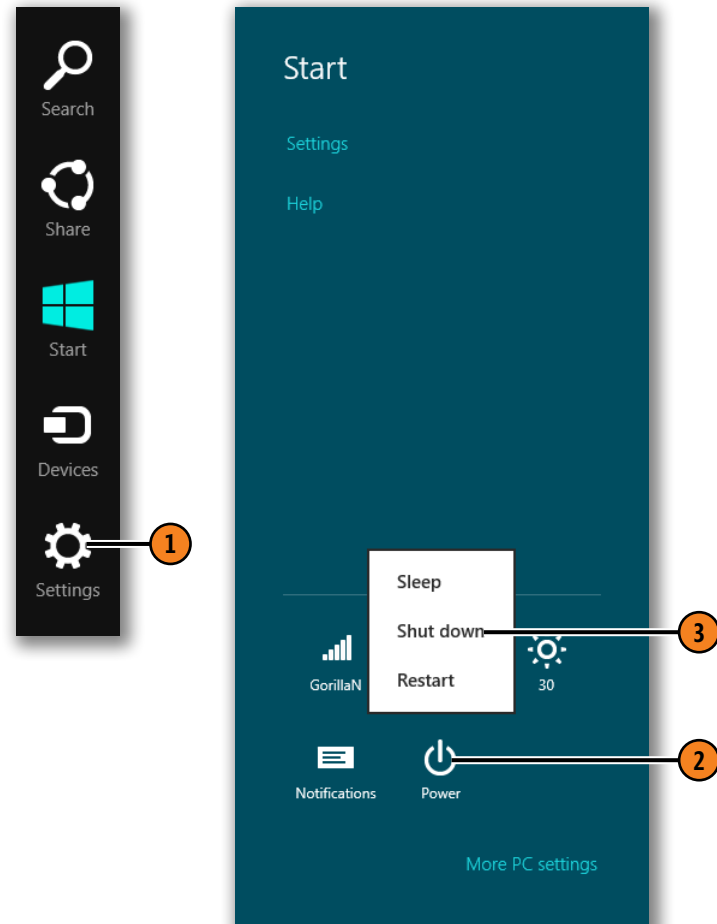 Search
Share
Start
Devices
Settings
1
Start
Settings
Help
Sleep
Shut down
Restart
3
GorillaN
30
Notifications
Power
2
More PC settings